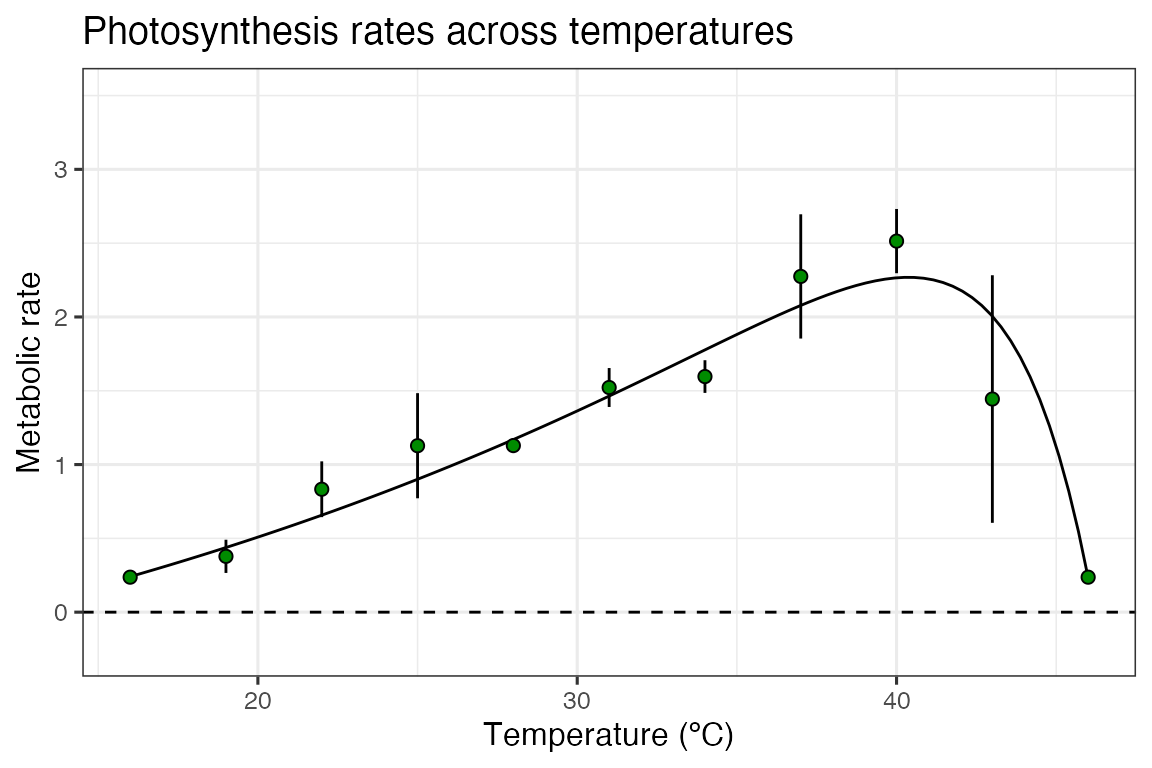 Photosynthesis rates across temperatures
Metabolic rate
3
2
1
0
20 30 40
Temperature (°C)